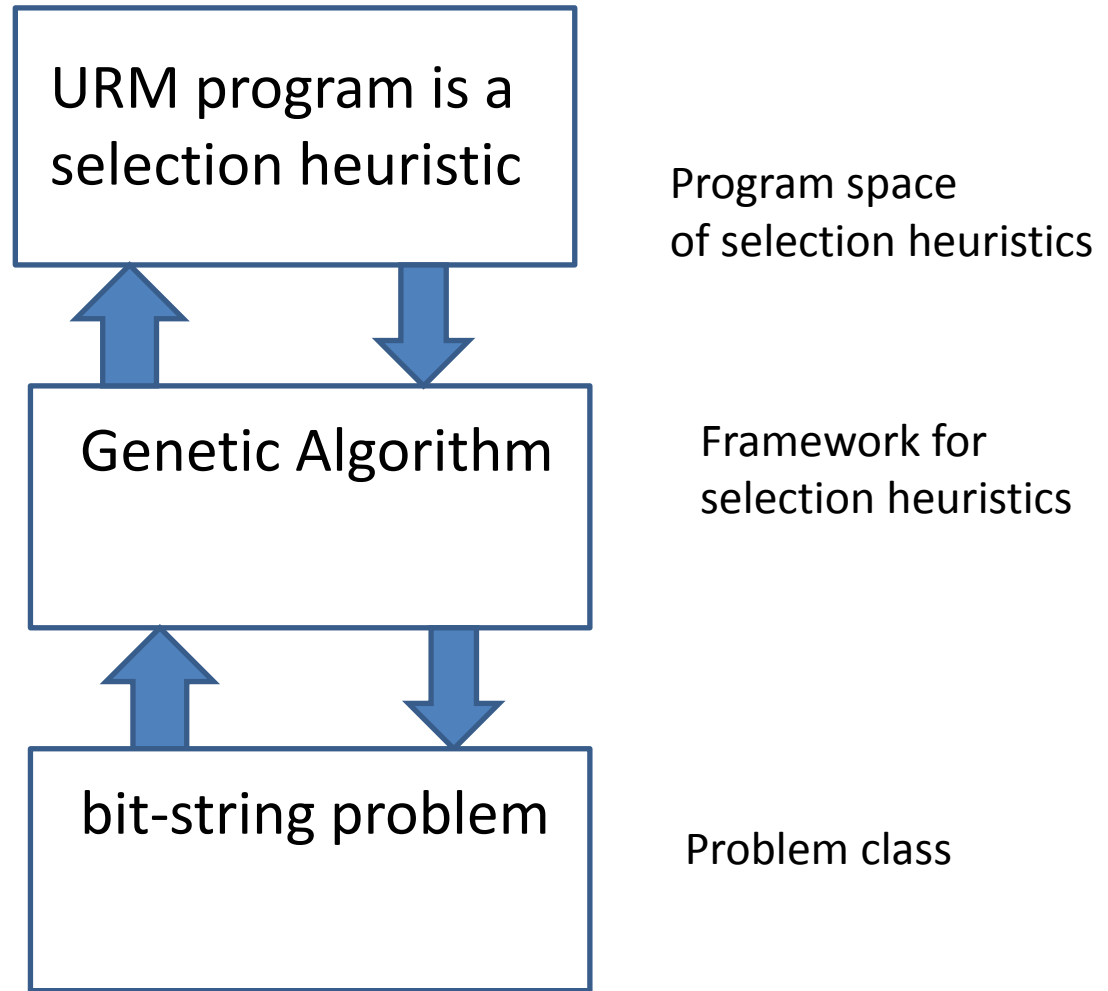 URM program is a
selection heuristic
Program space
of selection heuristics
Genetic Algorithm
Framework for
selection heuristics
bit-string problem
Problem class